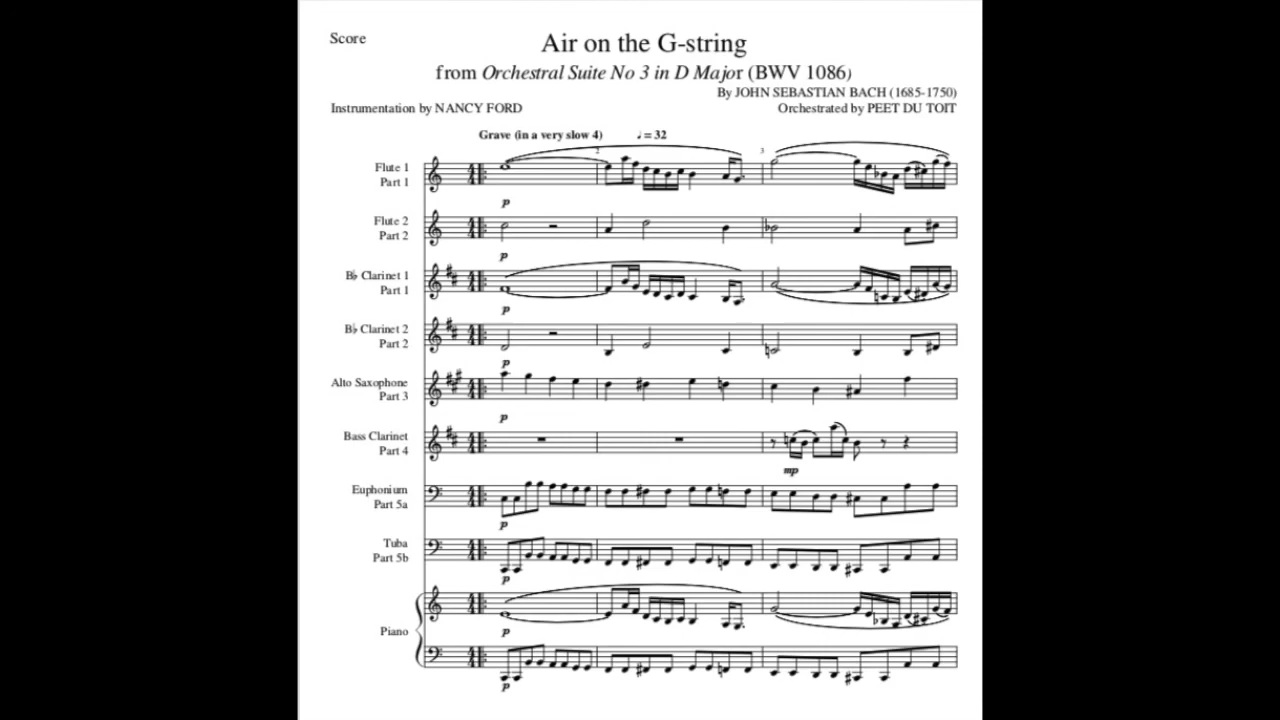 Score
Air on the G-string
from Orchestral Suite No 3 in D Major (BWV 1086)
By JOHN SEBASTIAN BACH (1685-1750)
Instrumentation by NANCY FORD
Orchestrated by PEET DU TOIT
Grave (in a very slow 4) ♩ = 32
2
3
Flute 1
Part 1
p
Flute 2
Part 2
p
B♭ Clarinet 1
Part 1
p
B♭ Clarinet 2
Part 2
p
Alto Saxophone
Part 3
p
Bass Clarinet
Part 4
mp
Euphonium
Part 5a
p
Tuba
Part 5b
p
Piano
p
p